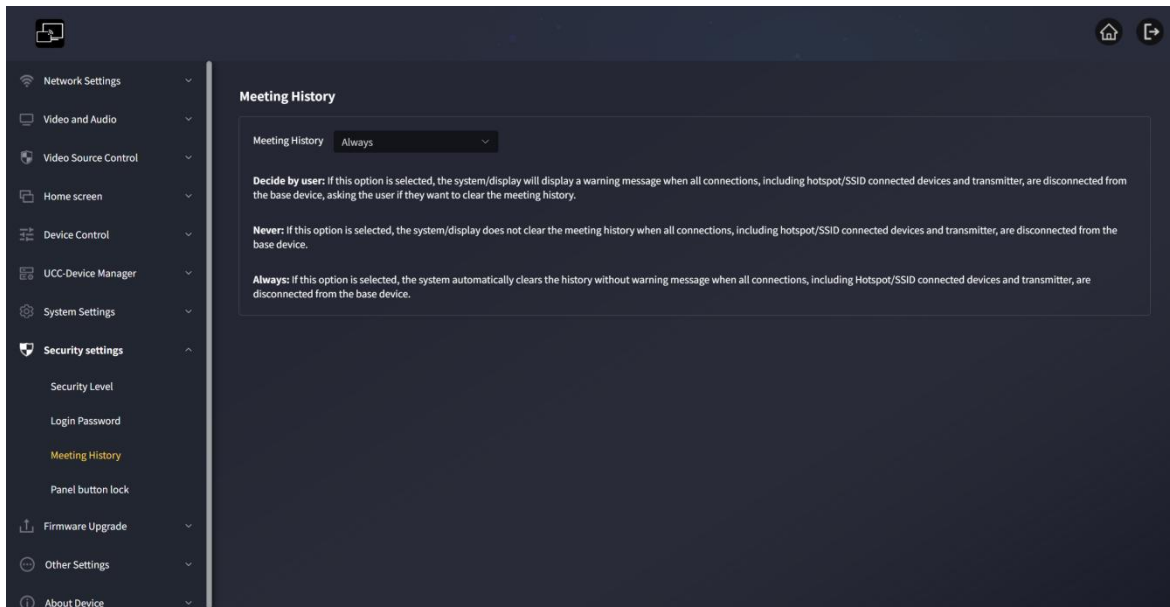 Network Settings
Video and Audio
Video Source Control
Home screen
Device Control
UCC-Device Manager
System Settings
Security settings
Security Level
Login Password
Meeting History
Panel button lock
Firmware Upgrade
Other Settings
About Device
Meeting History
Meeting History Always
Decide by user: If this option is selected, the system/display will display a warning message when all connections, including hotspot/SSID connected devices and transmitter, are disconnected from
the base device, asking the user if they want to clear the meeting history.
Never: If this option is selected, the system/display does not clear the meeting history when all connections, including hotspot/SSID connected devices and transmitter, are disconnected from the
base device.
Always: If this option is selected, the system automatically clears the history without warning message when all connections, including Hotspot/SSID connected devices and transmitter, are
disconnected from the base device.